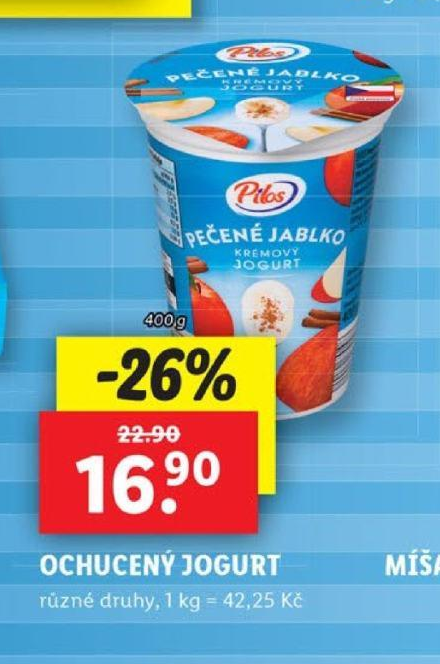 Pilos
PEČENÉ JABLKO
KRÉMOVÝ
JOGURT
Pilos
PEČENÉ JABLKO
KRÉMOVÝ
JOGURT
400g
-26%
22.90
16.90
OCHUCENÝ JOGURT
MÍŠA
různé druhy, 1 kg = 42,25 Kč